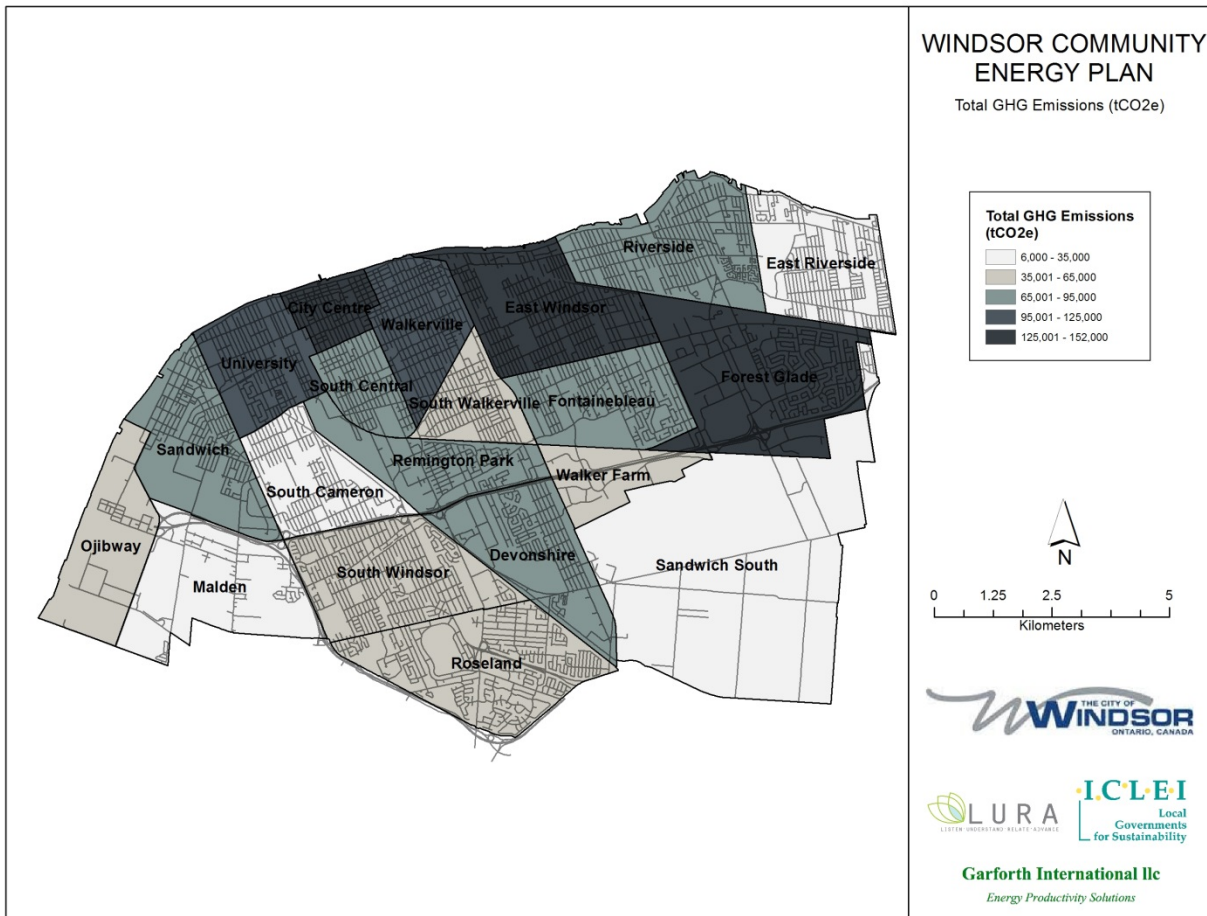 WINDSOR COMMUNITY
ENERGY PLAN
Total GHG Emissions (tCO2e)
Total GHG Emissions
(tCO2e)
6,000 - 35,000
35,001 - 65,000
65,001 - 95,000
95,001 - 125,000
125,001 - 152,000
Riverside
East Riverside
City Centre
East Windsor
Walkerville
University
South Central
Forest Glade
South Walkerville
Fontainebleau
Sandwich
Remington Park
Walker Farm
South Cameron
Ojibway
Malden
South Windsor
Devonshire
Sandwich South
Roseland
N
0 1.25 2.5 5
Kilometers
THE CITY OF
WINDSOR
ONTARIO, CANADA
LURA
LISTEN·UNDERSTAND·RELATE·ADVANCE
I·C·L·E·I
Local
Governments
for Sustainability
Garforth International llc
Energy Productivity Solutions